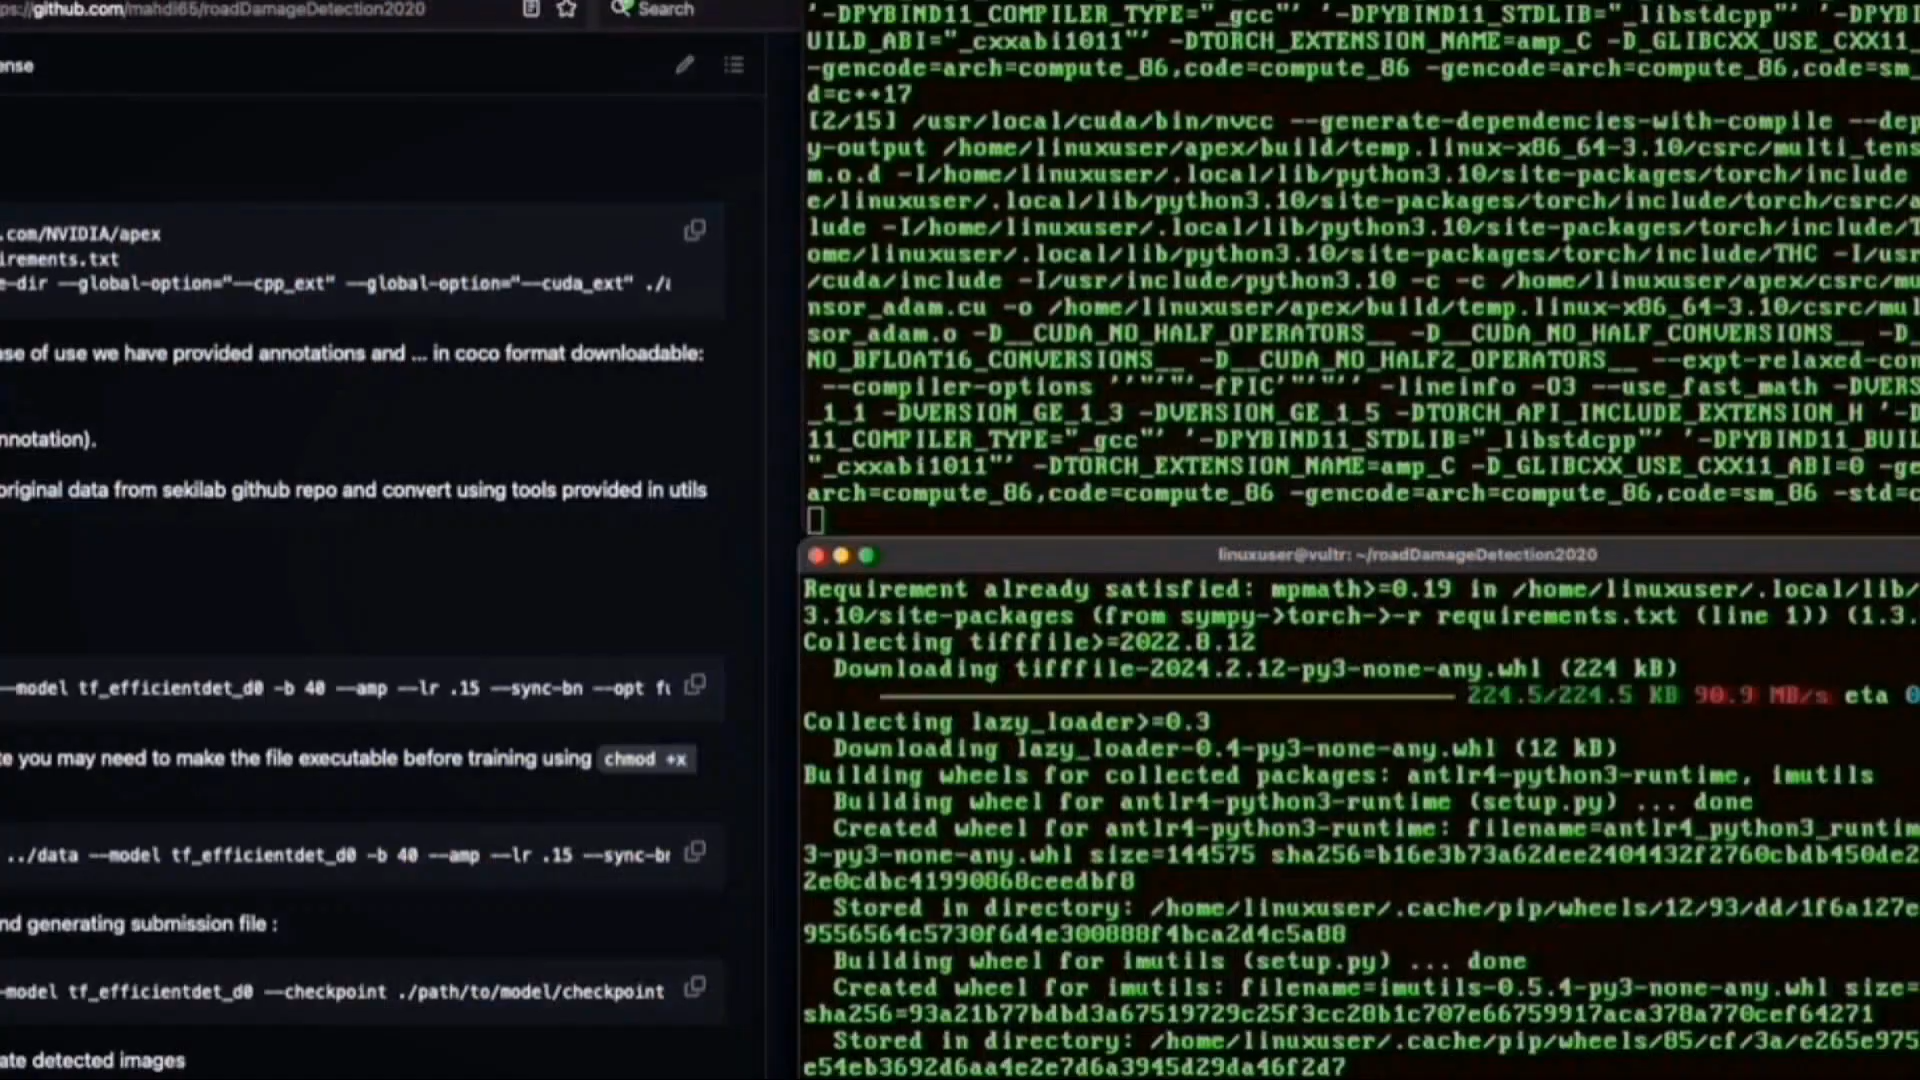 ps://github.com/mahdi65/roadDamageDetection2020
Search
ense
.com/NVIDIA/apex
irements.txt
e-dir --global-option="--cpp_ext" --global-option="--cuda_ext" ./a
ase of use we have provided annotations and ... in coco format downloadable:
nnotation).
original data from sekilab github repo and convert using tools provided in utils
--model tf_efficientdet_d0 -b 40 --amp --lr .15 --sync-bn --opt fu
te you may need to make the file executable before training using chmod +x
../data --model tf_efficientdet_d0 -b 40 --amp --lr .15 --sync-br
nd generating submission file :
-model tf_efficientdet_d0 --checkpoint ./path/to/model/checkpoint
ate detected images
'-DPYBIND11_COMPILER_TYPE="_gcc"' '-DPYBIND11_STDLIB="_libstdcpp"' '-DPYBI
UILD_ABI="_cxxabi1011"' -DTORCH_EXTENSION_NAME=amp_C -D_GLIBCXX_USE_CXX11_
-gencode=arch=compute_86,code=compute_86 -gencode=arch=compute_86,code=sm_
d=c++17
[2/15] /usr/local/cuda/bin/nvcc --generate-dependencies-with-compile --dep
y-output /home/linuxuser/apex/build/temp.linux-x86_64-3.10/csrc/multi_tens
m.o.d -I/home/linuxuser/.local/lib/python3.10/site-packages/torch/include
e/linuxuser/.local/lib/python3.10/site-packages/torch/include/torch/csrc/a
lude -I/home/linuxuser/.local/lib/python3.10/site-packages/torch/include/T
ome/linuxuser/.local/lib/python3.10/site-packages/torch/include/THC -I/usr
/cuda/include -I/usr/include/python3.10 -c -c /home/linuxuser/apex/csrc/mu
nsor_adam.cu -o /home/linuxuser/apex/build/temp.linux-x86_64-3.10/csrc/mul
sor_adam.o -D__CUDA_NO_HALF_OPERATORS__ -D__CUDA_NO_HALF_CONVERSIONS__ -D_
NO_BFLOAT16_CONVERSIONS__ -D__CUDA_NO_HALF2_OPERATORS__ --expt-relaxed-con
--compiler-options ''"'"'-fPIC'"'"'' -lineinfo -O3 --use_fast_math -DVERS
_1_1 -DVERSION_GE_1_3 -DVERSION_GE_1_5 -DTORCH_API_INCLUDE_EXTENSION_H '-D
11_COMPILER_TYPE="_gcc"' '-DPYBIND11_STDLIB="_libstdcpp"' '-DPYBIND11_BUIL
"_cxxabi1011"' -DTORCH_EXTENSION_NAME=amp_C -D_GLIBCXX_USE_CXX11_ABI=0 -ge
arch=compute_86,code=compute_86 -gencode=arch=compute_86,code=sm_86 -std=c
linuxuser@vultr: ~/roadDamageDetection2020
Requirement already satisfied: mpmath>=0.19 in /home/linuxuser/.local/lib/
3.10/site-packages (from sympy->torch->-r requirements.txt (line 1)) (1.3.
Collecting tifffile>=2022.8.12
Downloading tifffile-2024.2.12-py3-none-any.whl (224 kB)
224.5/224.5 KB 90.9 MB/s eta 0
Collecting lazy_loader>=0.3
Downloading lazy_loader-0.4-py3-none-any.whl (12 kB)
Building wheels for collected packages: antlr4-python3-runtime, imutils
Building wheel for antlr4-python3-runtime (setup.py) ... done
Created wheel for antlr4-python3-runtime: filename=antlr4_python3_runtim
3-py3-none-any.whl size=144575 sha256=b16e3b73a62dee2404432f2760cbdb450de2
2e0cdbc41990868ceedbf8
Stored in directory: /home/linuxuser/.cache/pip/wheels/12/93/dd/1f6a127e
9556564c5730f6d4e300888f4bca2d4c5a88
Building wheel for imutils (setup.py) ... done
Created wheel for imutils: filename=imutils-0.5.4-py3-none-any.whl size=
sha256=93a21b77bdbd3a67519729c25f3cc28b1c707e66759917aca378a770cef64271
Stored in directory: /home/linuxuser/.cache/pip/wheels/85/cf/3a/e265e975
e54eb3692d6aa4e2e7d6a3945d29da46f2d7